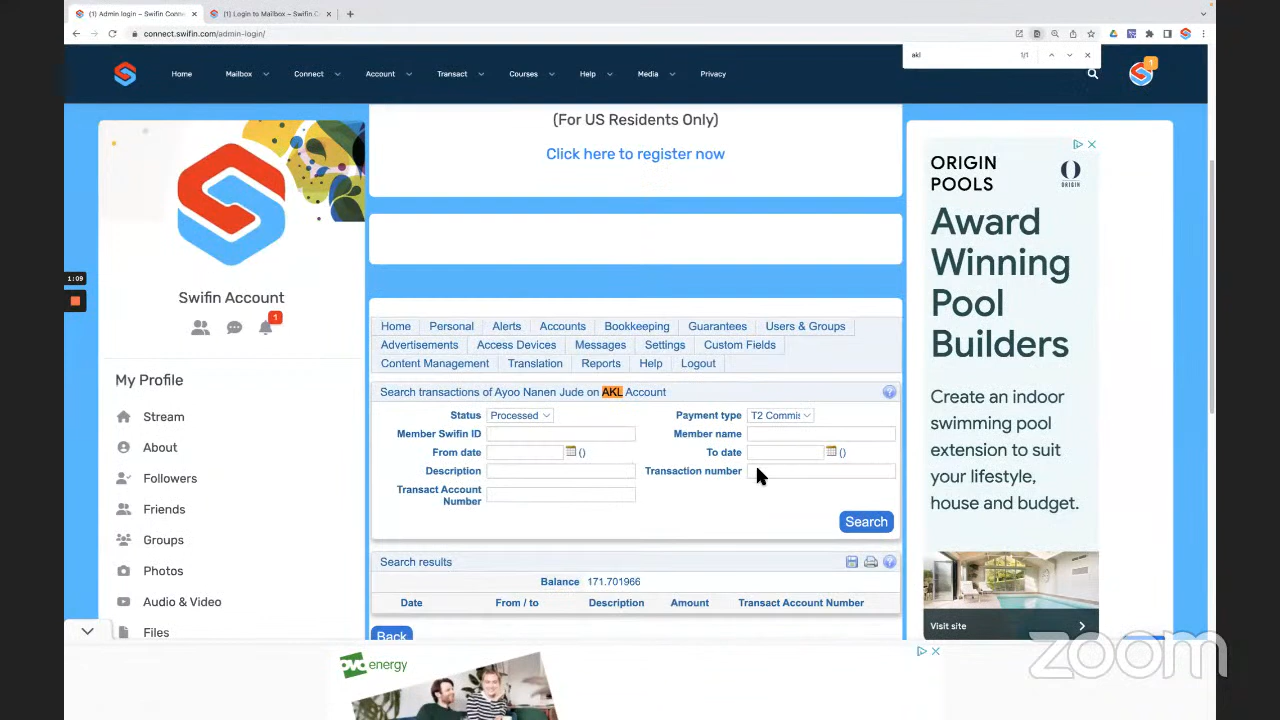 (1) Admin login – Swifin Conne
(1) Login to Mailbox – Swifin C
connect.swifin.com/admin-login/
akl
1/1
Home
Mailbox
Connect
Account
Transact
Courses
Help
Media
Privacy
1
(For US Residents Only)
Click here to register now
1:09
Swifin Account
1
My Profile
Stream
About
Followers
Friends
Groups
Photos
Audio & Video
Files
Home Personal Alerts Accounts Bookkeeping Guarantees Users & Groups
Advertisements Access Devices Messages Settings Custom Fields
Content Management Translation Reports Help Logout
Search transactions of Ayoo Nanen Jude on AKL Account
Status Processed Payment type T2 Commis
Member Swifin ID Member name
From date () To date ()
Description Transaction number
Transact Account
Number
Search
Search results
Balance 171.701966
Date From / to Description Amount Transact Account Number
Back
ORIGIN
POOLS
ORIGIN
Award
Winning
Pool
Builders
Create an indoor
swimming pool
extension to suit
your lifestyle,
house and budget.
Visit site
ovo energy
zoom